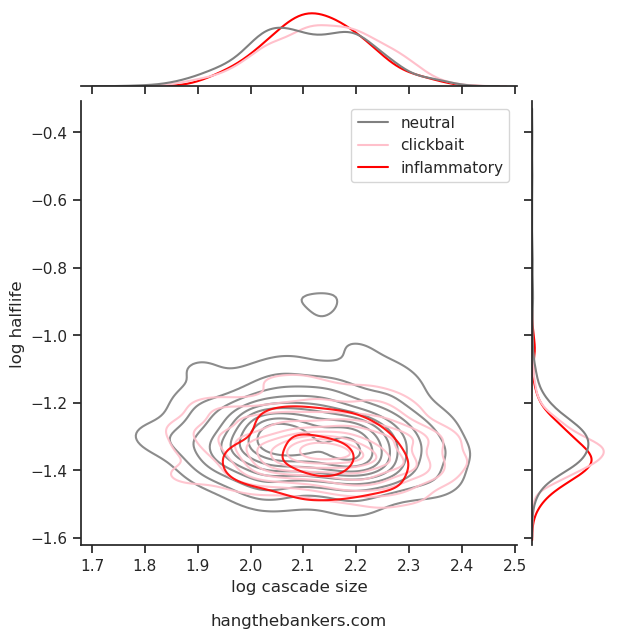 neutral
clickbait
inflammatory
−0.4
−0.6
−0.8
−1.0
−1.2
−1.4
−1.6
log halflife
1.7 1.8 1.9 2.0 2.1 2.2 2.3 2.4 2.5
log cascade size
hangthebankers.com